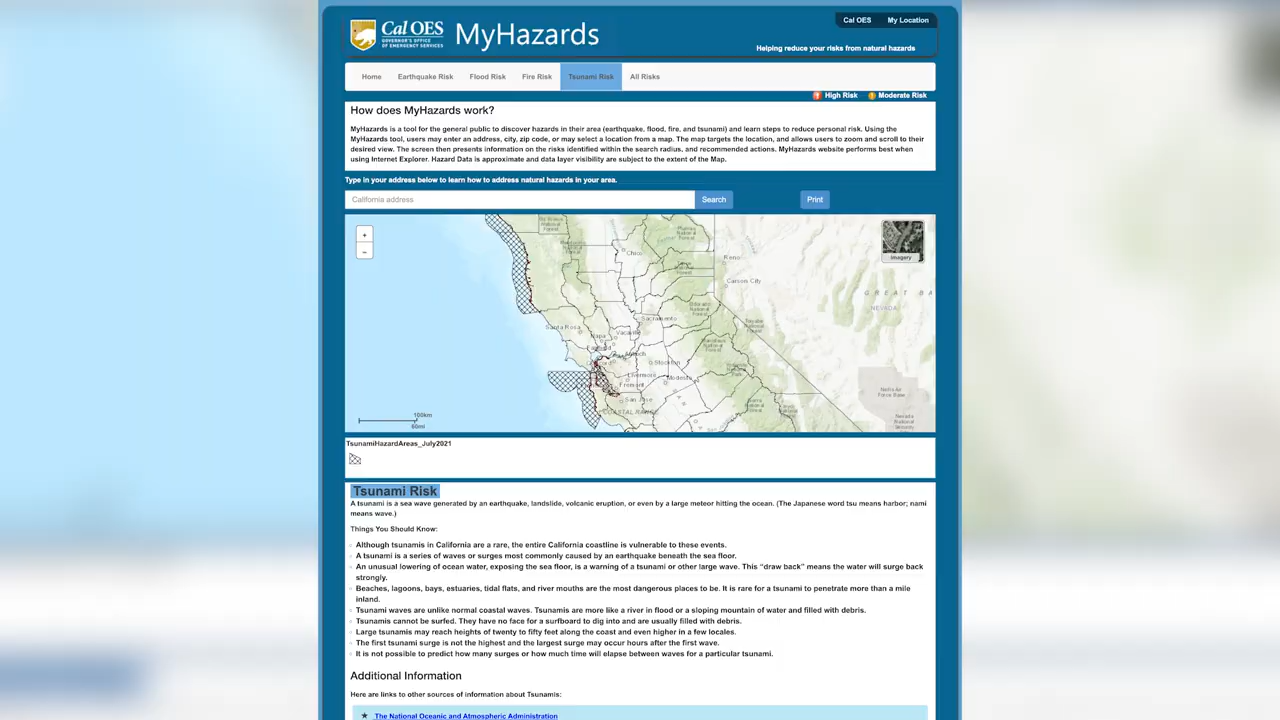 Cal OES My Location
Cal OES
GOVERNOR'S OFFICE
OF EMERGENCY SERVICES
MyHazards
Helping reduce your risks from natural hazards
Home Earthquake Risk Flood Risk Fire Risk Tsunami Risk All Risks
High Risk Moderate Risk
How does MyHazards work?
MyHazards is a tool for the general public to discover hazards in their area (earthquake, flood, fire, and tsunami) and learn steps to reduce personal risk. Using the
MyHazards tool, users may enter an address, city, zip code, or may select a location from a map. The map targets the location, and allows users to zoom and scroll to their
desired view. The screen then presents information on the risks identified within the search radius, and recommended actions. MyHazards website performs best when
using Internet Explorer. Hazard Data is approximate and data layer visibility are subject to the extent of the Map.
Type in your address below to learn how to address natural hazards in your area.
California address Search Print
+
−
Imagery
Chico
Reno
Carson City
GREAT BA
NEVADA
Sacramento
Santa Rosa
Napa
Vacaville
Stockton
Livermore
Modesto
Fremont
San Jose
COASTAL RANGE
Nevada
100km
60mi
TsunamiHazardAreas_July2021
Tsunami Risk
A tsunami is a sea wave generated by an earthquake, landslide, volcanic eruption, or even by a large meteor hitting the ocean. (The Japanese word tsu means harbor; nami
means wave.)
Things You Should Know:
Although tsunamis in California are a rare, the entire California coastline is vulnerable to these events.
A tsunami is a series of waves or surges most commonly caused by an earthquake beneath the sea floor.
An unusual lowering of ocean water, exposing the sea floor, is a warning of a tsunami or other large wave. This “draw back” means the water will surge back
strongly.
Beaches, lagoons, bays, estuaries, tidal flats, and river mouths are the most dangerous places to be. It is rare for a tsunami to penetrate more than a mile
inland.
Tsunami waves are unlike normal coastal waves. Tsunamis are more like a river in flood or a sloping mountain of water and filled with debris.
Tsunamis cannot be surfed. They have no face for a surfboard to dig into and are usually filled with debris.
Large tsunamis may reach heights of twenty to fifty feet along the coast and even higher in a few locales.
The first tsunami surge is not the highest and the largest surge may occur hours after the first wave.
It is not possible to predict how many surges or how much time will elapse between waves for a particular tsunami.
Additional Information
Here are links to other sources of information about Tsunamis:
The National Oceanic and Atmospheric Administration